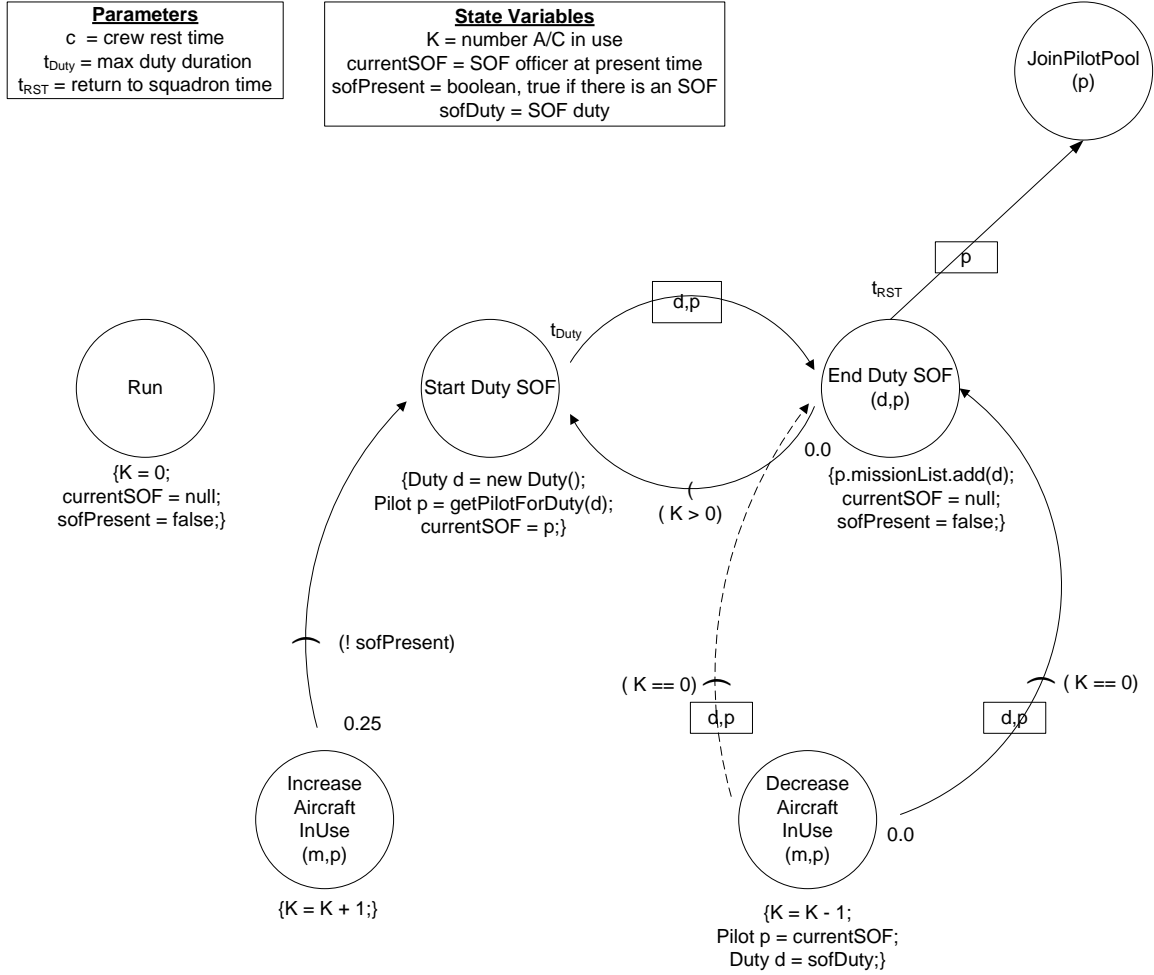 Parameters
c = crew rest time
tDuty = max duty duration
tRST = return to squadron time
State Variables
K = number A/C in use
currentSOF = SOF officer at present time
sofPresent = boolean, true if there is an SOF
sofDuty = SOF duty
JoinPilotPool
(p)
p
tRST
d,p
tDuty
Run
{K = 0;
currentSOF = null;
sofPresent = false;}
Start Duty SOF
{Duty d = new Duty();
Pilot p = getPilotForDuty(d);
currentSOF = p;}
End Duty SOF
(d,p)
0.0
{p.missionList.add(d);
currentSOF = null;
sofPresent = false;}
( K > 0)
(! sofPresent)
0.25
( K == 0)
d,p
( K == 0)
d,p
Increase
Aircraft
InUse
(m,p)
{K = K + 1;}
Decrease
Aircraft
InUse
(m,p)
0.0
{K = K - 1;
Pilot p = currentSOF;
Duty d = sofDuty;}